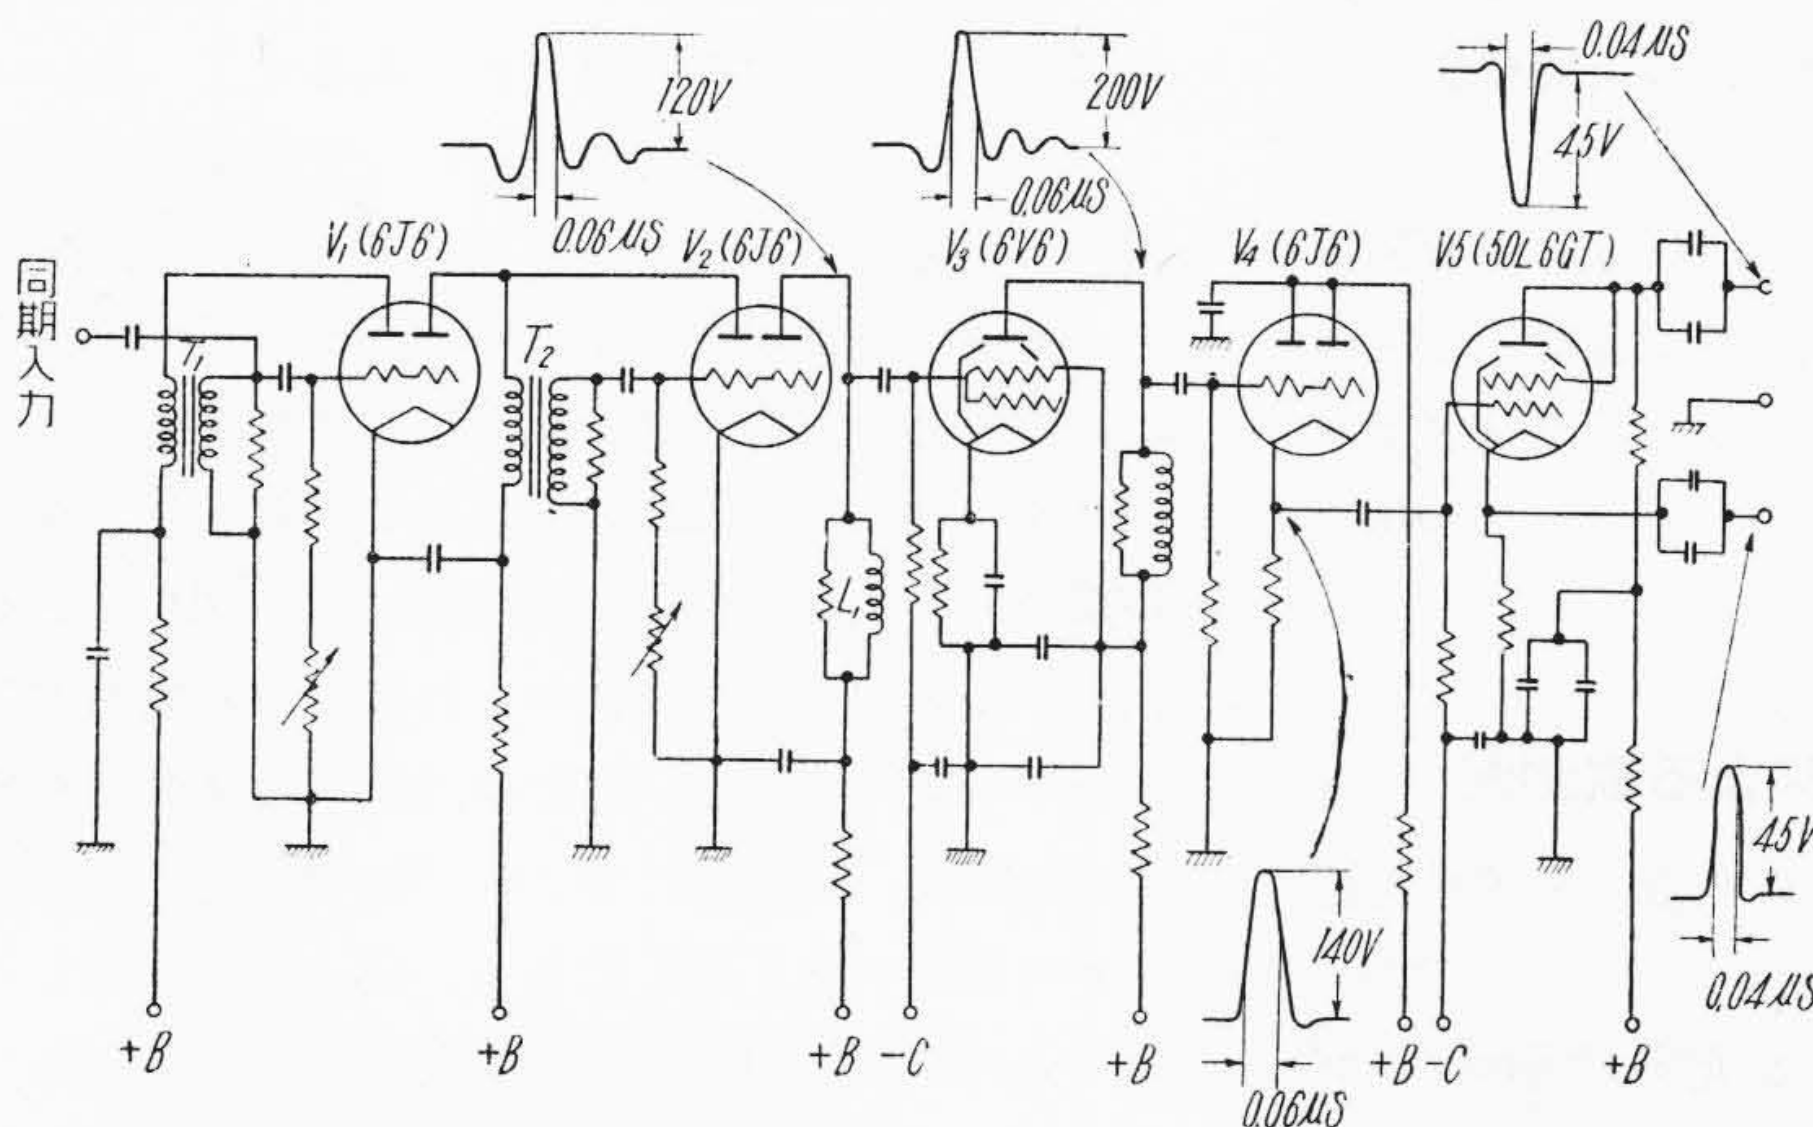 120V
0.06μS
200V
0.06μS
0.04μS
45V
同期入力
V₁(6J6)
V₂(6J6)
V₃(6V6)
V₄(6J6)
V5(50L6GT)
T₁
T₂
L₁
140V
0.06μS
45V
0.04μS
+B
+B
+B
-C
+B
+B
-C
+B